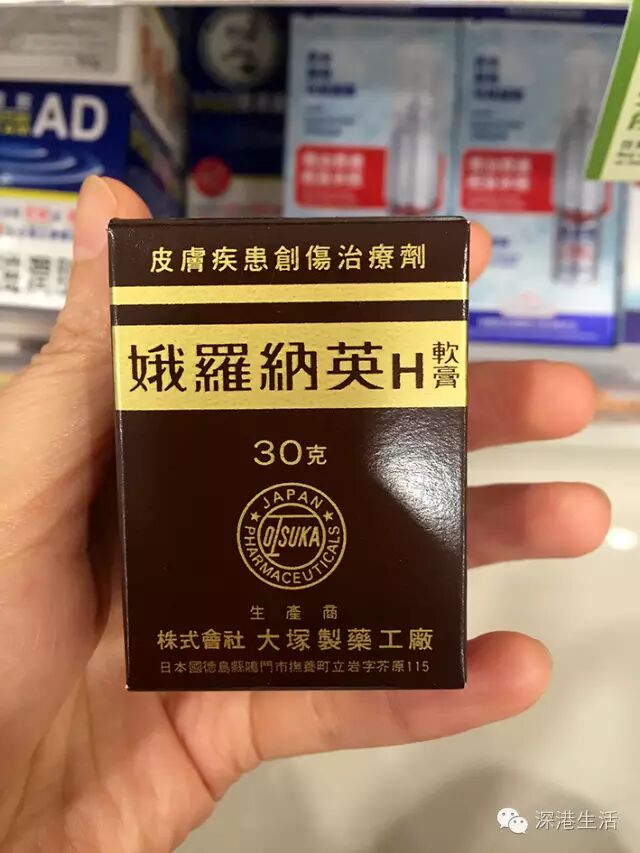 AD
皮膚疾患創傷治療劑
娥羅納英H軟膏
30克
JAPAN
OTSUKA
PHARMACEUTICALS
生產商
株式會社 大塚製藥工廠
日本國德島縣鳴門市撫養町立岩字芥原115
深港生活